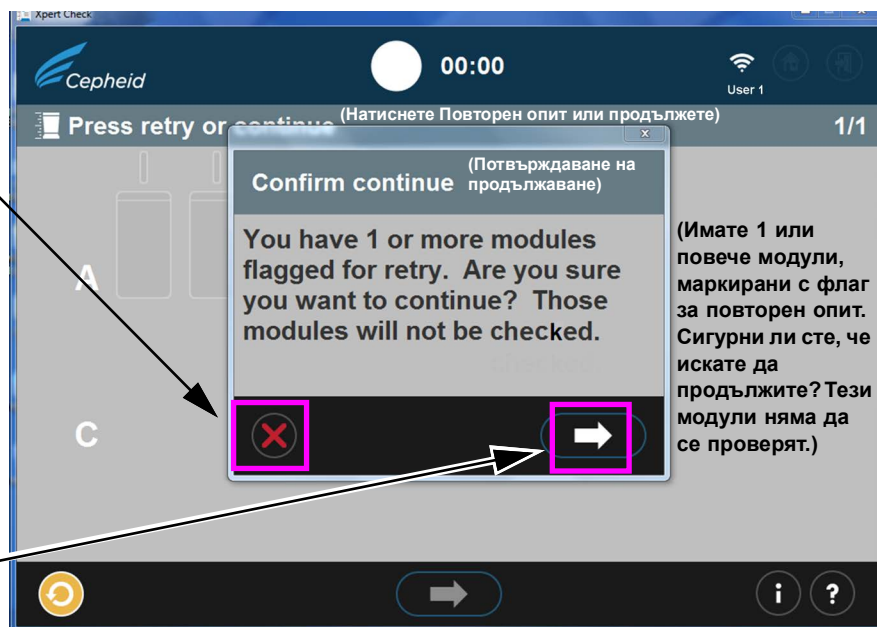 Xpert Check
Cepheid
00:00
User 1
Press retry or continue (Натиснете Повторен опит или продължете)
1/1
Confirm continue (Потвърждаване на
продължаване)
You have 1 or more modules
flagged for retry. Are you sure
you want to continue? Those
modules will not be checked.
(Имате 1 или
повече модули,
маркирани с флаг
за повторен опит.
Сигурни ли сте, че
искате да
продължите? Тези
модули няма да
се проверят.)
A
C